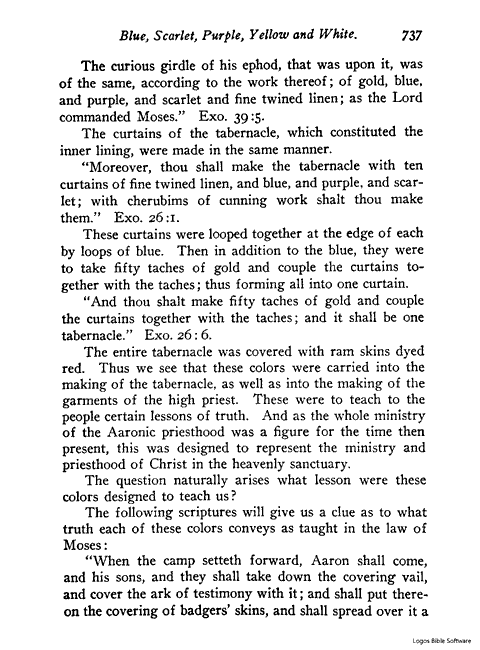 Blue, Scarlet, Purple, Yellow and White. 737
The curious girdle of his ephod, that was upon it, was
of the same, according to the work thereof; of gold, blue,
and purple, and scarlet and fine twined linen; as the Lord
commanded Moses." Exo. 39:5.
The curtains of the tabernacle, which constituted the
inner lining, were made in the same manner.
"Moreover, thou shall make the tabernacle with ten
curtains of fine twined linen, and blue, and purple, and scar-
let; with cherubims of cunning work shalt thou make
them." Exo. 26:1.
These curtains were looped together at the edge of each
by loops of blue. Then in addition to the blue, they were
to take fifty taches of gold and couple the curtains to-
gether with the taches; thus forming all into one curtain.
"And thou shalt make fifty taches of gold and couple
the curtains together with the taches; and it shall be one
tabernacle." Exo. 26:6.
The entire tabernacle was covered with ram skins dyed
red. Thus we see that these colors were carried into the
making of the tabernacle, as well as into the making of the
garments of the high priest. These were to teach to the
people certain lessons of truth. And as the whole ministry
of the Aaronic priesthood was a figure for the time then
present, this was designed to represent the ministry and
priesthood of Christ in the heavenly sanctuary.
The question naturally arises what lesson were these
colors designed to teach us?
The following scriptures will give us a clue as to what
truth each of these colors conveys as taught in the law of
Moses:
"When the camp setteth forward, Aaron shall come,
and his sons, and they shall take down the covering vail,
and cover the ark of testimony with it; and shall put there-
on the covering of badgers' skins, and shall spread over it a
Logos Bible Software